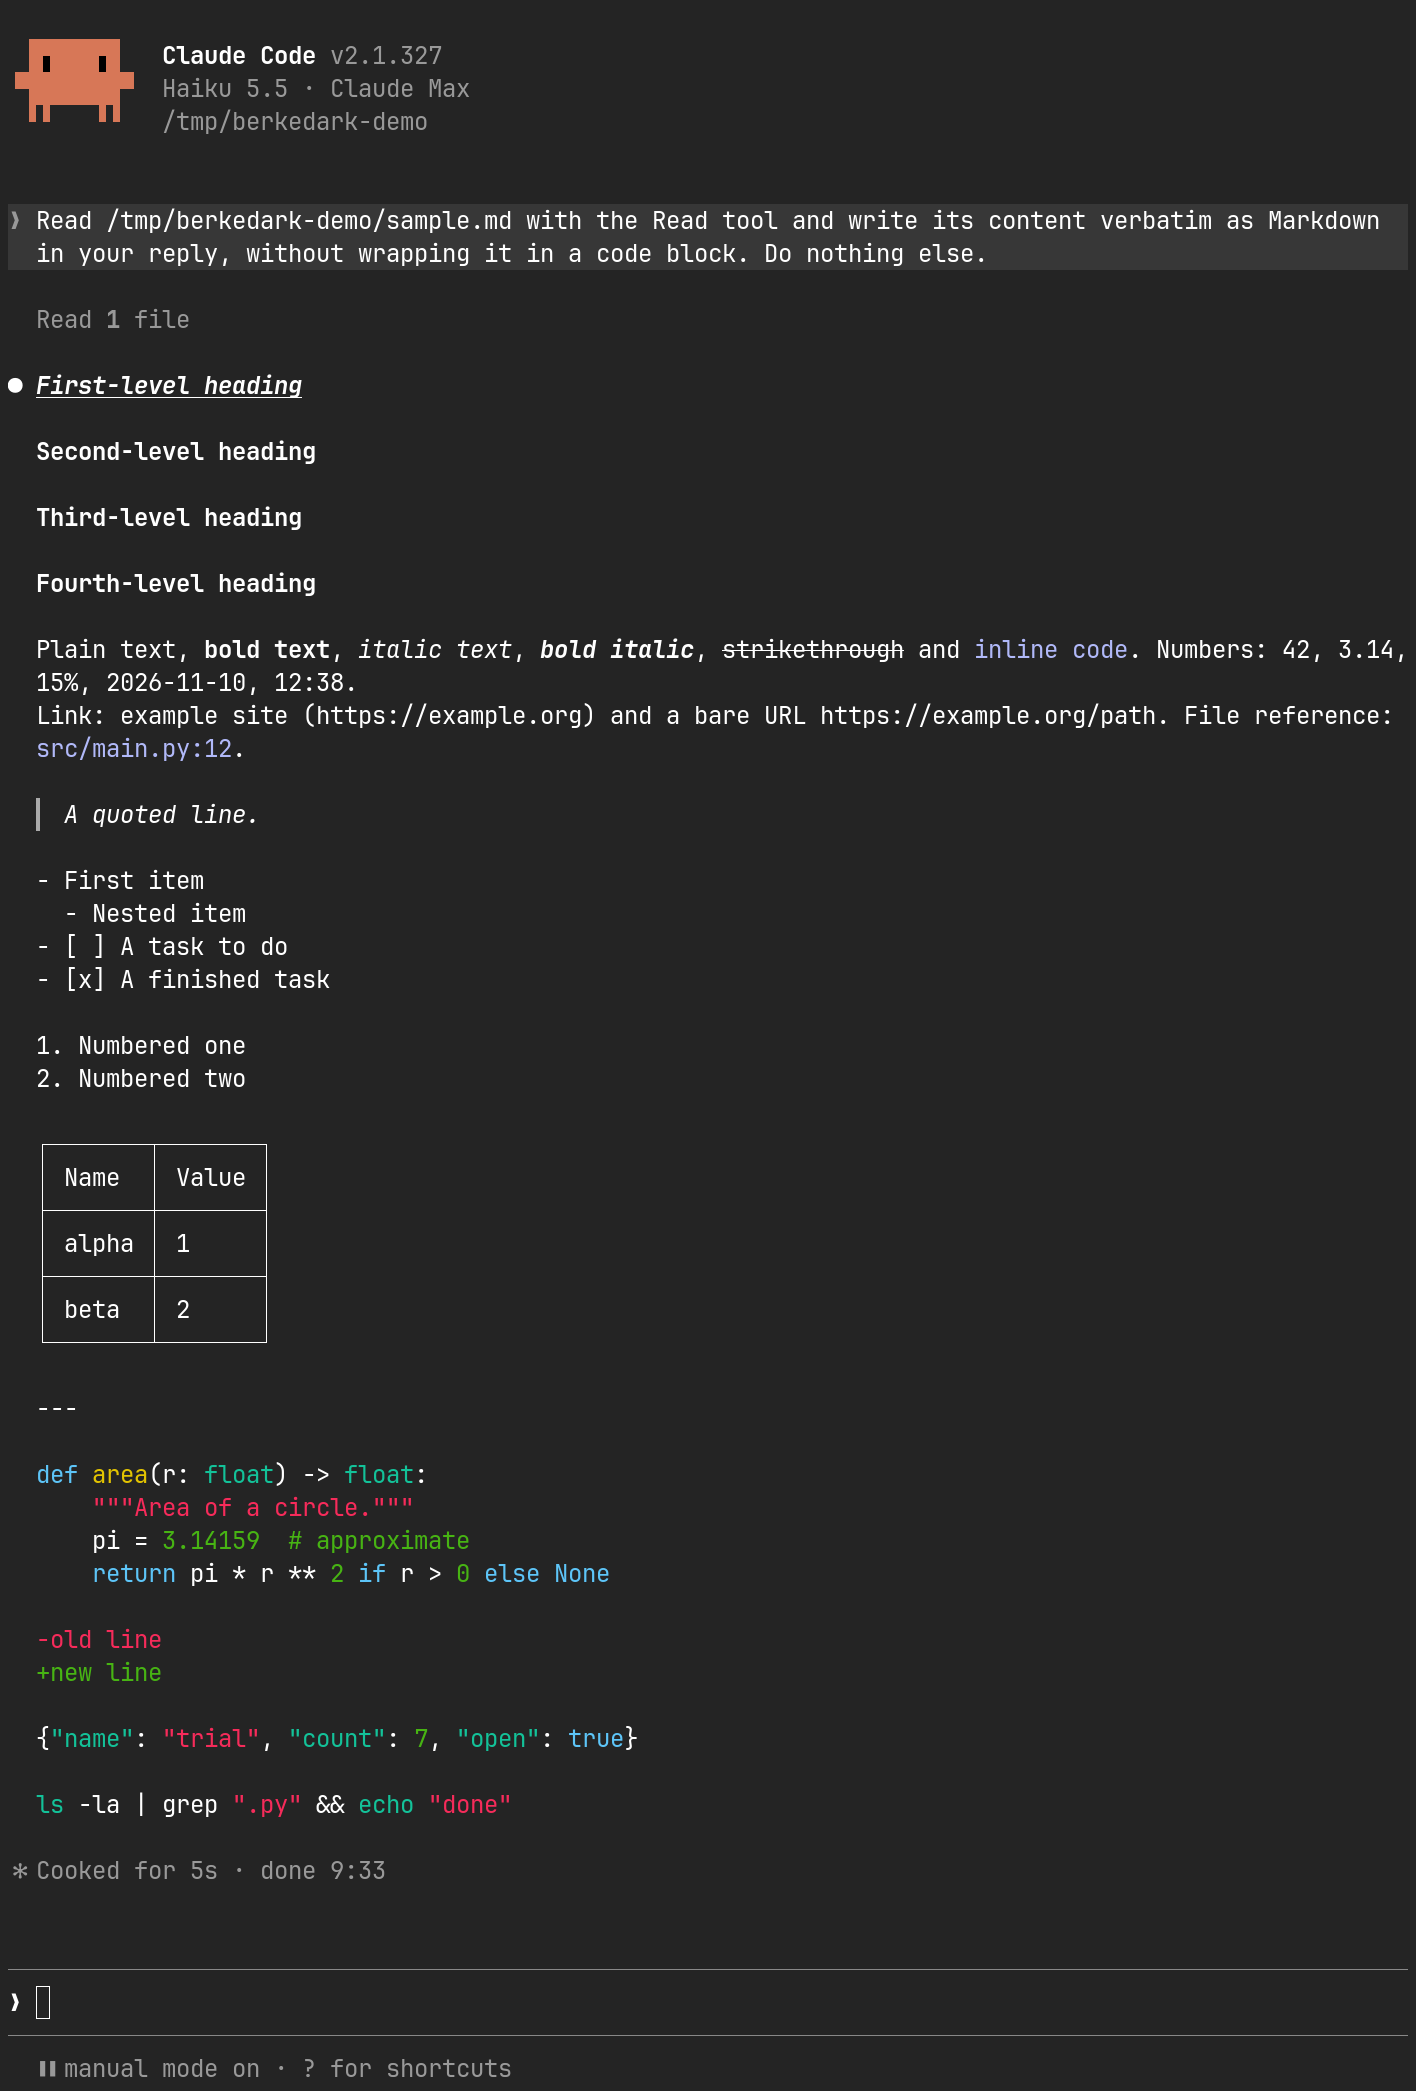 Claude Code v2.1.327
Haiku 5.5 · Claude Max
/tmp/berkedark-demo
❯ Read /tmp/berkedark-demo/sample.md with the Read tool and write its content verbatim as Markdown
in your reply, without wrapping it in a code block. Do nothing else.
Read 1 file
● First-level heading
Second-level heading
Third-level heading
Fourth-level heading
Plain text, bold text, italic text, bold italic, strikethrough and inline code. Numbers: 42, 3.14,
15%, 2026-11-10, 12:38.
Link: example site (https://example.org) and a bare URL https://example.org/path. File reference:
src/main.py:12.
A quoted line.
- First item
  - Nested item
- [ ] A task to do
- [x] A finished task
1. Numbered one
2. Numbered two
Name Value
alpha 1
beta 2
---
def area(r: float) -> float:
    """Area of a circle."""
    pi = 3.14159  # approximate
    return pi * r ** 2 if r > 0 else None
-old line
+new line
{"name": "trial", "count": 7, "open": true}
ls -la | grep ".py" && echo "done"
* Cooked for 5s · done 9:33
❯
⏸ manual mode on · ? for shortcuts